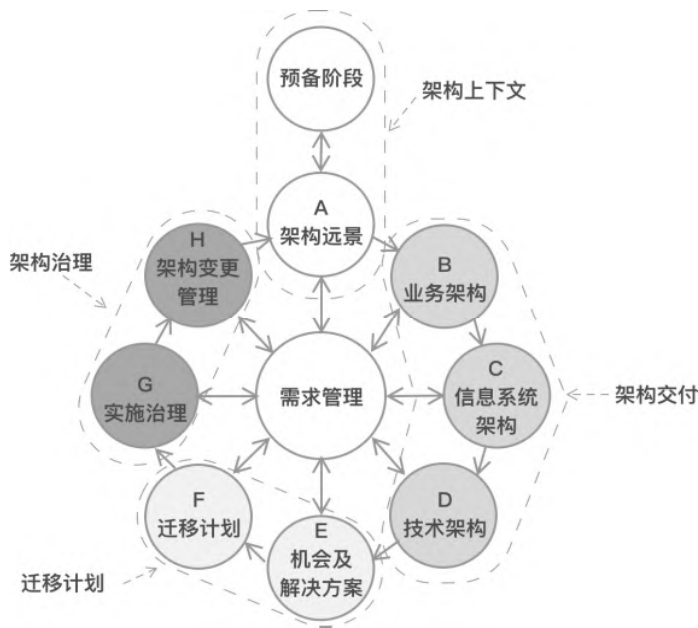 预备阶段
架构上下文
A
架构远景
H
架构变更
管理
架构治理
B
业务架构
G
实施治理
需求管理
C
信息系统
架构
架构交付
F
迁移计划
D
技术架构
E
机会及
解决方案
迁移计划